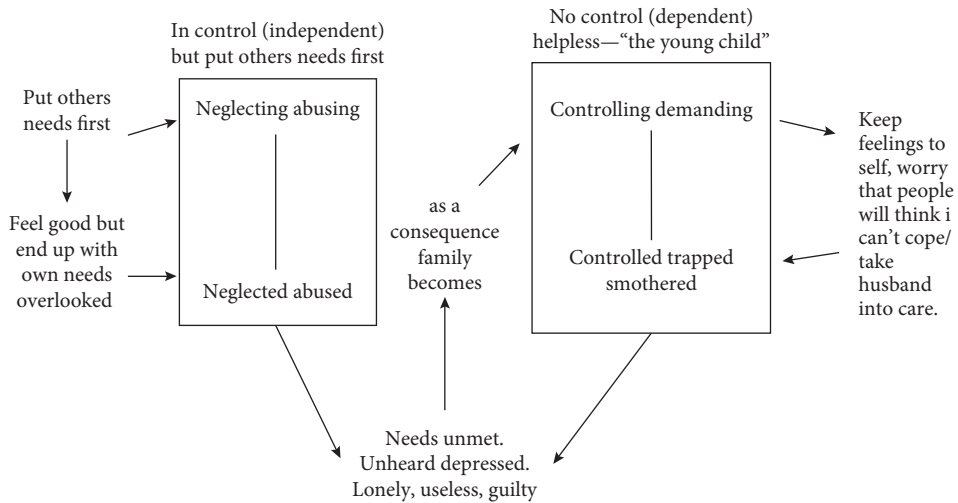 In control (independent)
but put others needs first
Put others
needs first
Feel good but
end up with
own needs
overlooked
Neglecting abusing
Neglected abused
as a
consequence
family
becomes
Needs unmet.
Unheard depressed.
Lonely, useless, guilty
No control (dependent)
helpless—“the young child”
Controlling demanding
Controlled trapped
smothered
Keep
feelings to
self, worry
that people
will think i
can’t cope/
take
husband
into care.